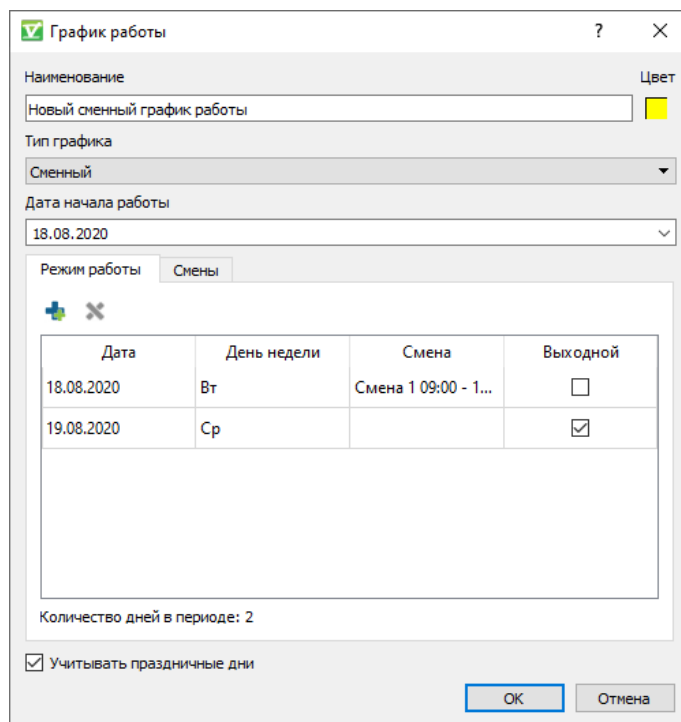 График работы ?
Наименование Цвет
Новый сменный график работы
Тип графика
Сменный
Дата начала работы
18.08.2020
Режим работы Смены
Дата День недели Смена Выходной
18.08.2020 Вт Смена 1 09:00 - 1...
19.08.2020 Ср
Количество дней в периоде: 2
Учитывать праздничные дни
OK Отмена